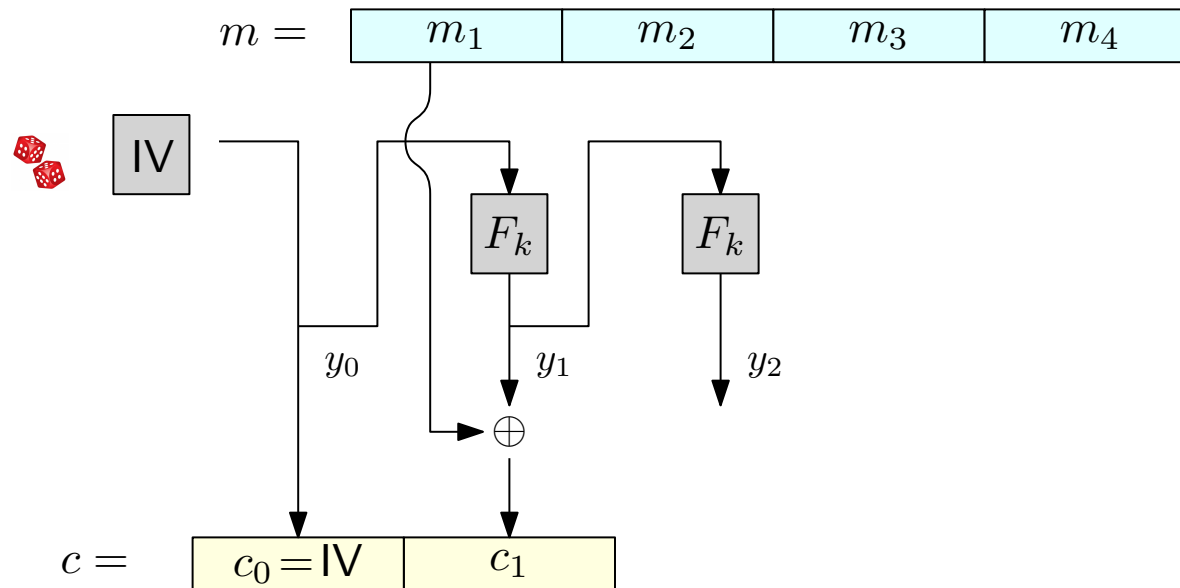 m = m₁ m₂ m₃ m₄
IV
Fₖ Fₖ
y₀ y₁ y₂
⊕
c = c₀ = IV c₁